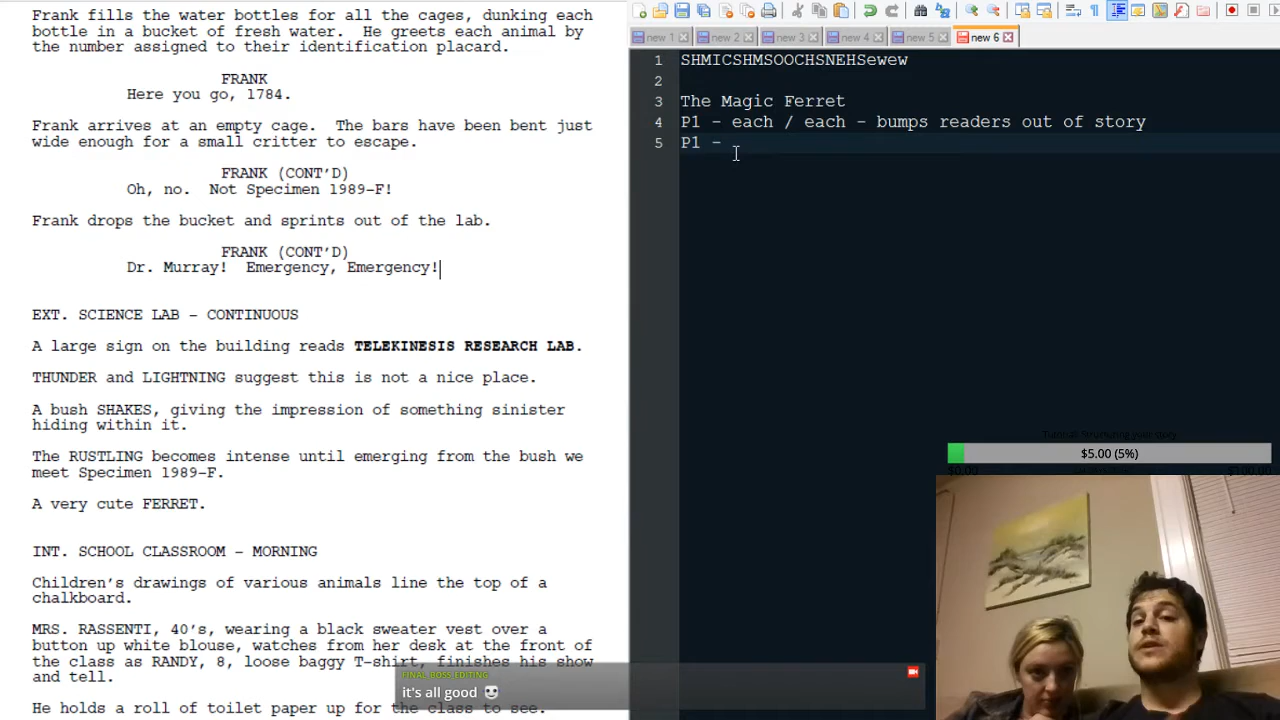 Frank fills the water bottles for all the cages, dunking each
bottle in a bucket of fresh water.  He greets each animal by
the number assigned to their identification placard.
FRANK
Here you go, 1784.
Frank arrives at an empty cage.  The bars have been bent just
wide enough for a small critter to escape.
FRANK (CONT'D)
Oh, no.  Not Specimen 1989-F!
Frank drops the bucket and sprints out of the lab.
FRANK (CONT'D)
Dr. Murray!  Emergency, Emergency!
EXT. SCIENCE LAB - CONTINUOUS
A large sign on the building reads TELEKINESIS RESEARCH LAB.
THUNDER and LIGHTNING suggest this is not a nice place.
A bush SHAKES, giving the impression of something sinister
hiding within it.
The RUSTLING becomes intense until emerging from the bush we
meet Specimen 1989-F.
A very cute FERRET.
INT. SCHOOL CLASSROOM - MORNING
Children's drawings of various animals line the top of a
chalkboard.
MRS. RASSENTI, 40's, wearing a black sweater vest over a
button up white blouse, watches from her desk at the front of
the class as RANDY, 8, loose baggy T-shirt, finishes his show
and tell.
He holds a roll of toilet paper up for the class to see.
new 1
new 2
new 3
new 4
new 5
new 6
1 SHMICSHMSOOCHSNEHSewew
2
3 The Magic Ferret
4 P1 - each / each - bumps readers out of story
5 P1 -
Tutorial: Structuring your story
$5.00 (5%)
$0.00
$100.00
FINAL_BOSS_EDITING
it's all good